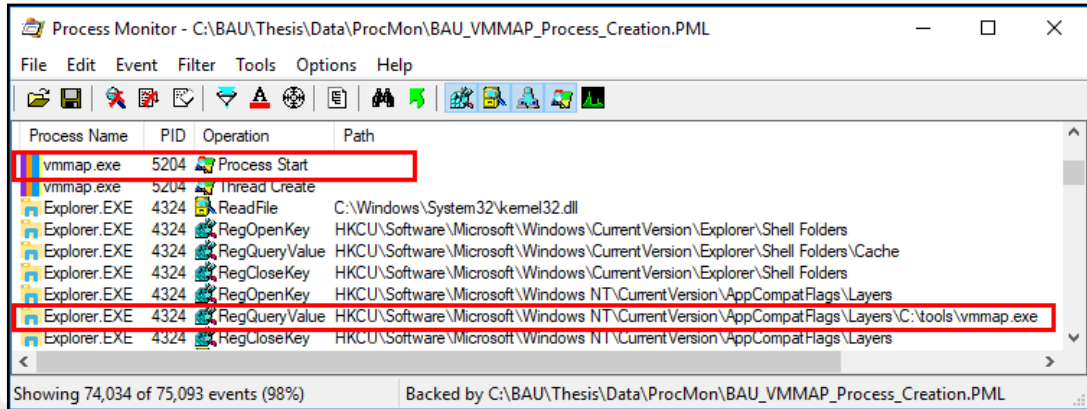 Process Monitor - C:\BAU\Thesis\Data\ProcMon\BAU_VMMAP_Process_Creation.PML
File Edit Event Filter Tools Options Help
Process Name PID Operation Path
vmmap.exe 5204 Process Start
vmmap.exe 5204 Thread Create
Explorer.EXE 4324 ReadFile C:\Windows\System32\kernel32.dll
Explorer.EXE 4324 RegOpenKey HKCU\Software\Microsoft\Windows\CurrentVersion\Explorer\Shell Folders
Explorer.EXE 4324 RegQueryValue HKCU\Software\Microsoft\Windows\CurrentVersion\Explorer\Shell Folders\Cache
Explorer.EXE 4324 RegCloseKey HKCU\Software\Microsoft\Windows\CurrentVersion\Explorer\Shell Folders
Explorer.EXE 4324 RegOpenKey HKCU\Software\Microsoft\Windows NT\CurrentVersion\AppCompatFlags\Layers
Explorer.EXE 4324 RegQueryValue HKCU\Software\Microsoft\Windows NT\CurrentVersion\AppCompatFlags\Layers\C:\tools\vmmap.exe
Explorer.EXE 4324 RegCloseKey HKCU\Software\Microsoft\Windows NT\CurrentVersion\AppCompatFlags\Layers
Showing 74,034 of 75,093 events (98%) Backed by C:\BAU\Thesis\Data\ProcMon\BAU_VMMAP_Process_Creation.PML